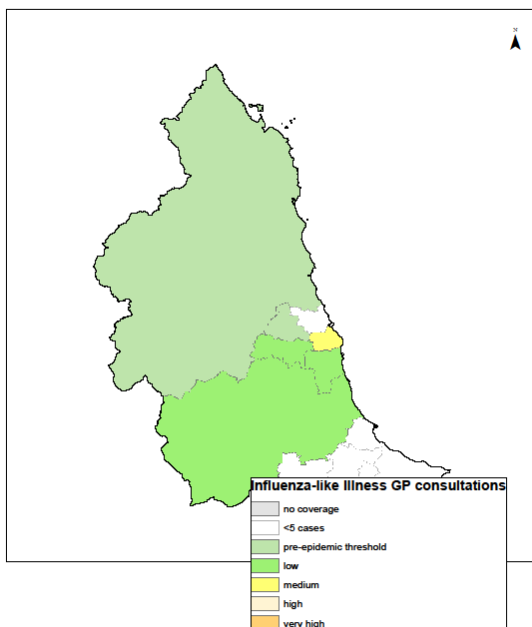 N
Influenza-like Illness GP consultations
no coverage
<5 cases
pre-epidemic threshold
low
medium
high
very high